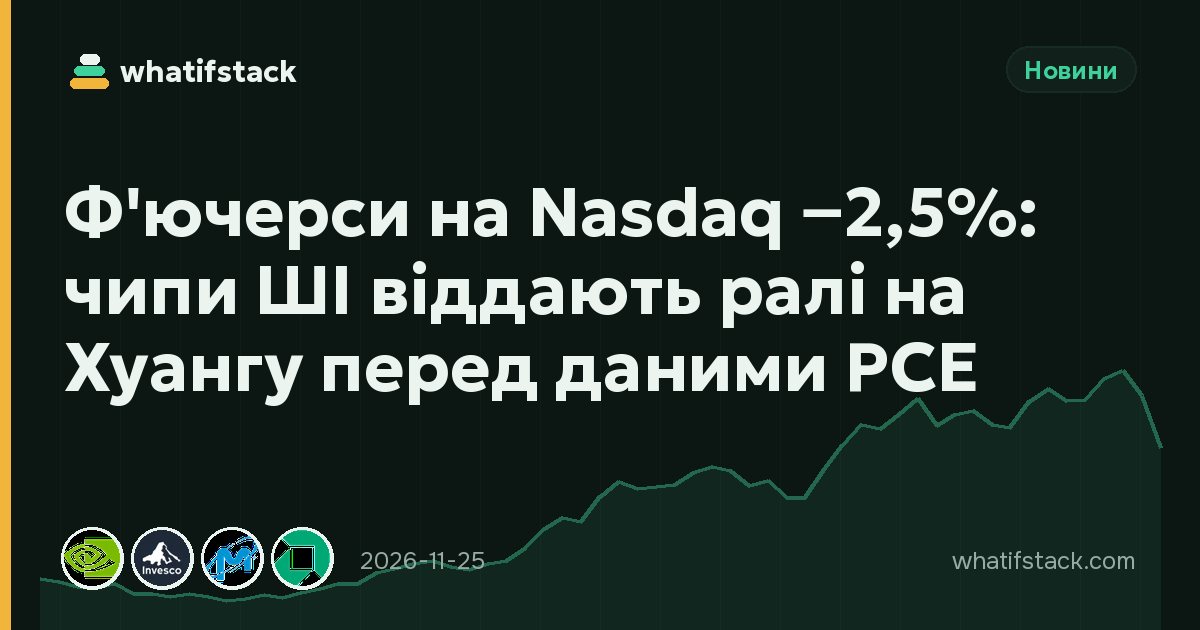 whatifstack
Новини
Ф'ючерси на Nasdaq −2,5%:
чипи ШІ віддають ралі на
Хуангу перед даними PCE
Invesco
2026-11-25
whatifstack.com